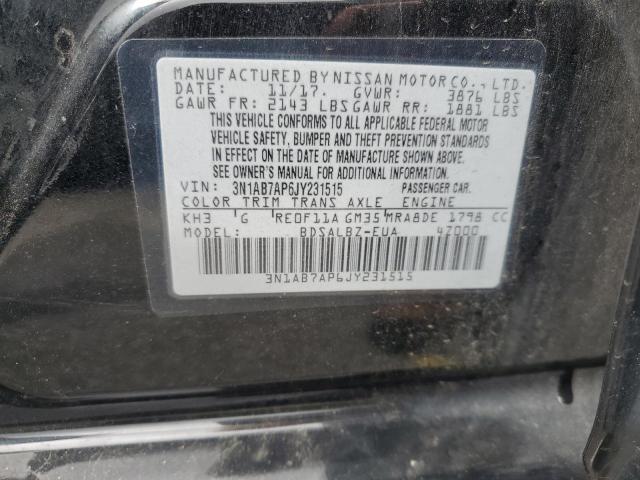 MANUFACTURED BY NISSAN MOTOR CO., LTD.
DATE: 11/17. GVWR: 3876 LBS
GAWR FR: 2143 LBS GAWR RR: 1881 LBS
THIS VEHICLE CONFORMS TO ALL APPLICABLE FEDERAL MOTOR
VEHICLE SAFETY, BUMPER AND THEFT PREVENTION STANDARDS
IN EFFECT ON THE DATE OF MANUFACTURE SHOWN ABOVE.
SEE OWNER'S MANUAL FOR ADDITIONAL INFORMATION.
VIN: 3N1AB7AP6JY231515 PASSENGER CAR.
COLOR TRIM TRANS AXLE ENGINE
KH3 G RE0F11A GM35 MRA8DE 1798 CC
MODEL: BDSALBZ-EUA 4Z000
3N1AB7AP6JY231515